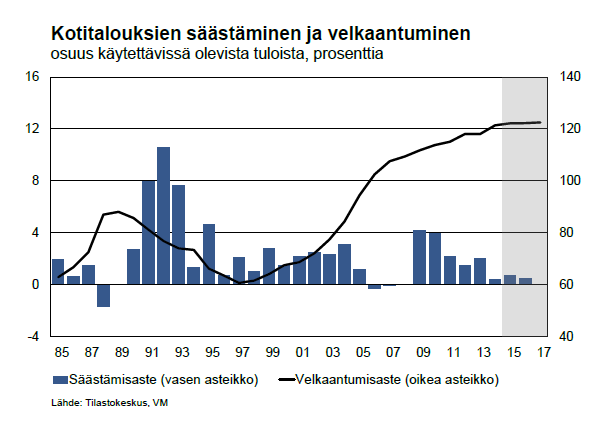 Kotitalouksien säästäminen ja velkaantuminen
osuus käytettävissä olevista tuloista, prosenttia
16 140
12 120
8 100
4 80
0 60
-4 40
85 87 89 91 93 95 97 99 01 03 05 07 09 11 13 15 17
Säästämisaste (vasen asteikko) Velkaantumisaste (oikea asteikko)
Lähde: Tilastokeskus, VM